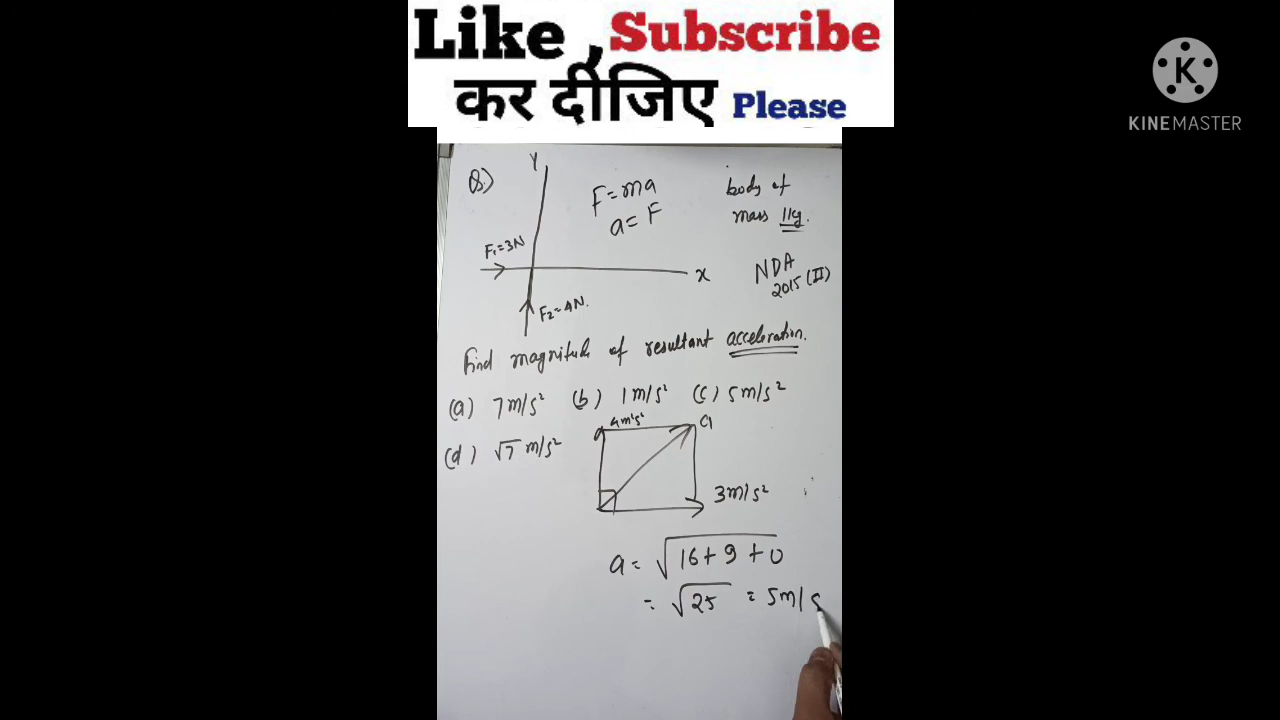 Like , Subscribe
कर दीजिए Please
KINEMASTER
Q.)
Y
F=ma
a=F
body of
mass 1kg.
F₁=3N
X
NDA
2015 (II)
F₂=4N.
Find magnitude of resultant acceleration.
(a) 7m/s² (b) 1m/s² (c) 5m/s²
(d) √7 m/s²
4m/s²
a
3m/s²
a= √16+9+0
= √25 = 5m/s